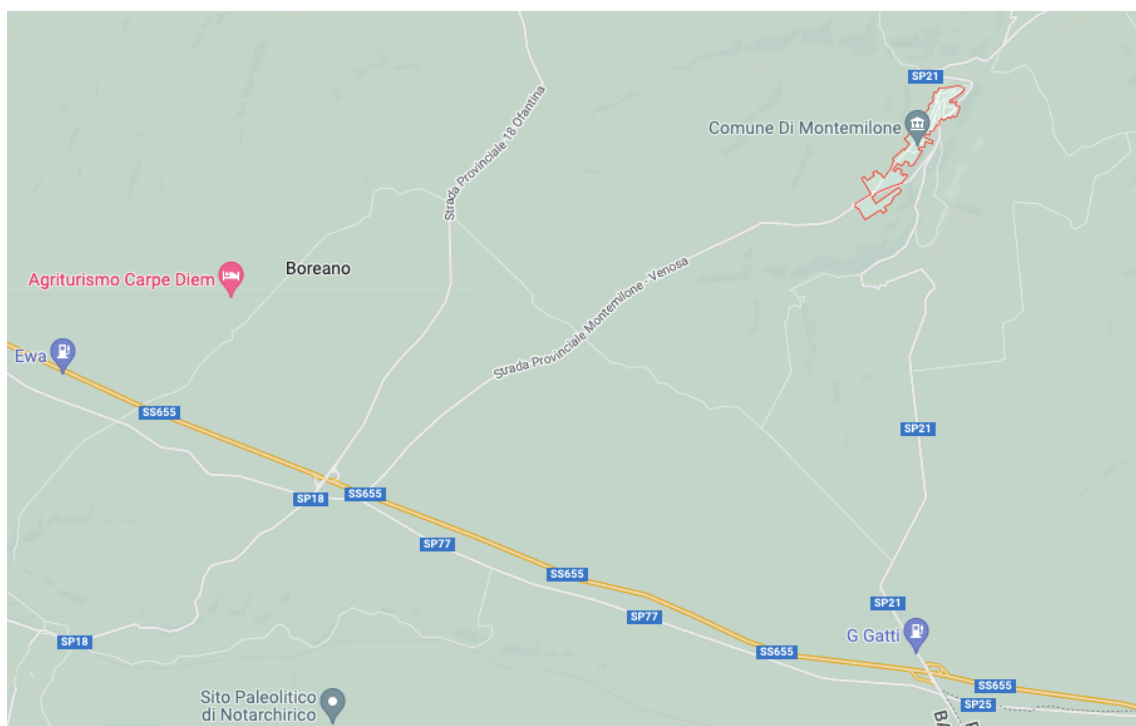 SP21
Comune Di Montemilone
Strada Provinciale 18 Ofantina
Boreano
Agriturismo Carpe Diem
Strada Provinciale Montemilone - Venosa
Ewa
SS655
SP21
SP18
SS655
SP77
SS655
SP77
SP21
G Gatti
SP18
SS655
SS655
Sito Paleolitico
di Notarchirico
SP25